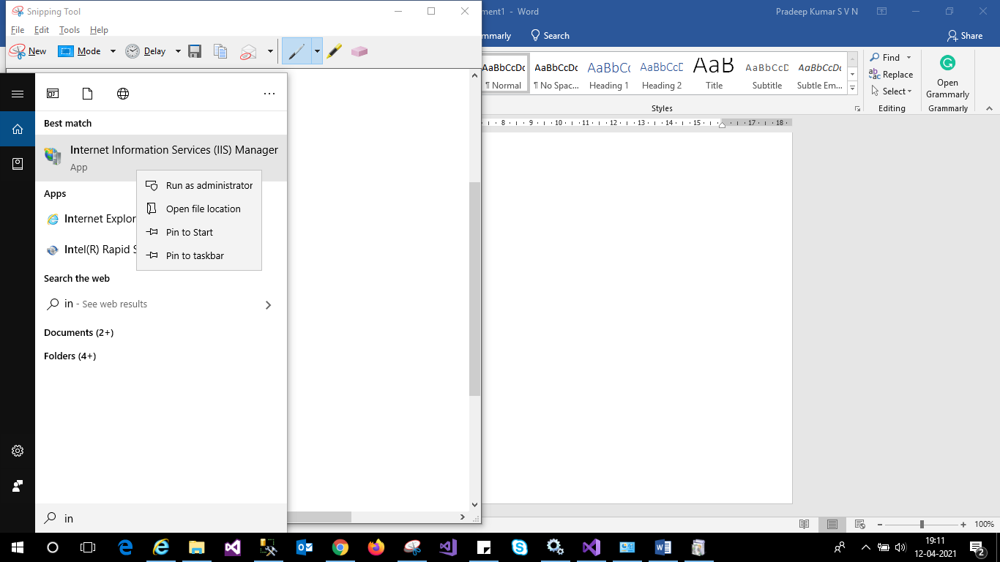 Snipping Tool
File Edit Tools Help
New Mode Delay
Best match
Internet Information Services (IIS) Manager
App
Run as administrator
Open file location
Pin to Start
Pin to taskbar
Apps
Internet Explor
Intel(R) Rapid S
Search the web
in - See web results
Documents (2+)
Folders (4+)
in
ment1 - Word
Pradeep Kumar S V N
mmarly Search Share
AaBbCcDc AaBbCcDc AaBbCc AaBbCcD AaB AaBbCcD AaBbCcDc
¶ Normal ¶ No Spac... Heading 1 Heading 2 Title Subtitle Subtle Em...
Styles
Find
Replace
Select
Editing
Open
Grammarly
Grammarly
8 9 10 11 12 13 14 15 17 18
100%
19:11
12-04-2021
2